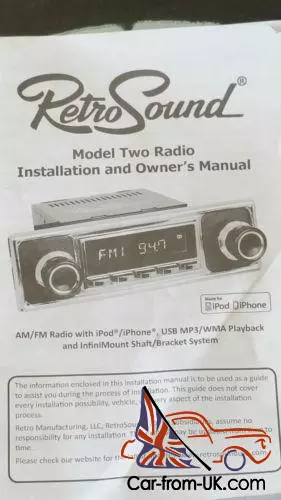 RetroSound®
Model Two Radio
Installation and Owner's Manual
FM1 94.7
Made for
iPod iPhone
AM/FM Radio with iPod®/iPhone®, USB MP3/WMA Playback
and InfiniMount Shaft/Bracket System
The information enclosed in this installation manual is to be used as a guide
to assist you during the process of installation. This guide does not cover
every installation possibility, vehicle, or every aspect of the installation
process.
Retro Manufacturing, LLC, RetroSound, subsidiaries, assume no
responsibility for any installation. may be to
time.
Please check our website for the
Car-from-UK.com